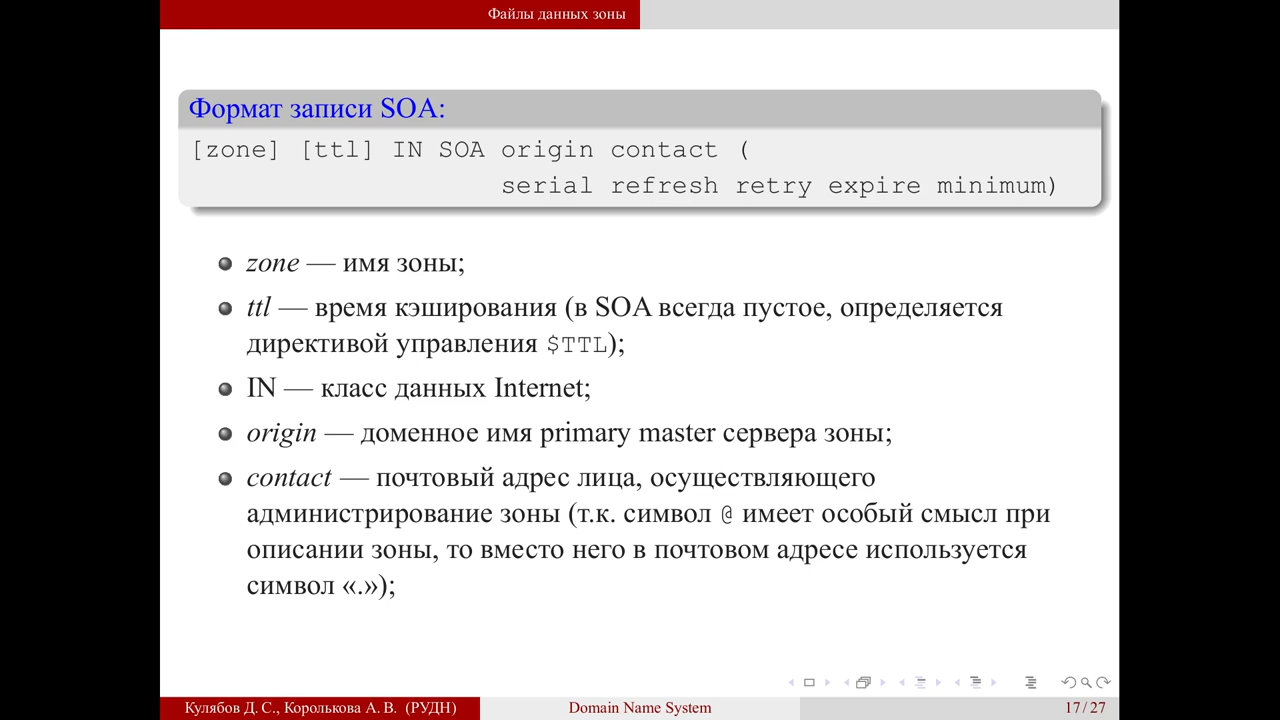 Файлы данных зоны
Формат записи SOA:
[zone] [ttl] IN SOA origin contact (
serial refresh retry expire minimum)
zone — имя зоны;
ttl — время кэширования (в SOA всегда пустое, определяется
директивой управления $TTL);
IN — класс данных Internet;
origin — доменное имя primary master сервера зоны;
contact — почтовый адрес лица, осуществляющего
администрирование зоны (т.к. символ @ имеет особый смысл при
описании зоны, то вместо него в почтовом адресе используется
символ «.»);
Кулябов Д. С., Королькова А. В. (РУДН)
Domain Name System
17 / 27